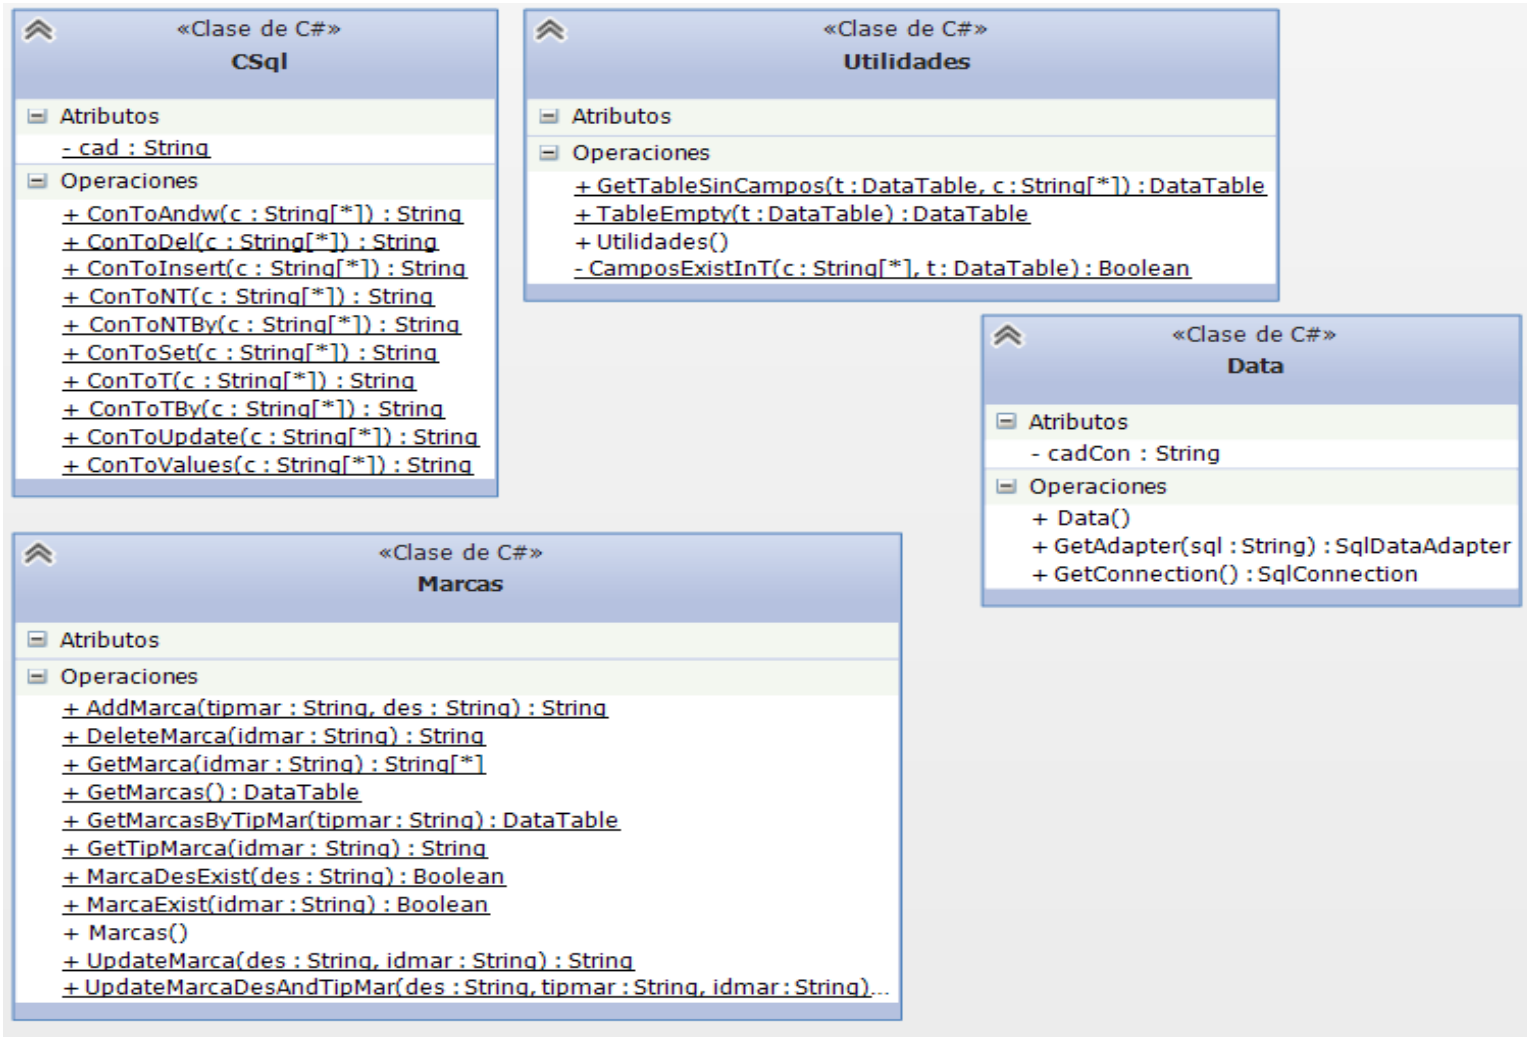 «Clase de C#»
CSql
Atributos
- cad : String
Operaciones
+ ConToAndw(c : String[*]) : String
+ ConToDel(c : String[*]) : String
+ ConToInsert(c : String[*]) : String
+ ConToNT(c : String[*]) : String
+ ConToNTBy(c : String[*]) : String
+ ConToSet(c : String[*]) : String
+ ConToT(c : String[*]) : String
+ ConToTBy(c : String[*]) : String
+ ConToUpdate(c : String[*]) : String
+ ConToValues(c : String[*]) : String
«Clase de C#»
Utilidades
Atributos
Operaciones
+ GetTableSinCampos(t : DataTable, c : String[*]) : DataTable
+ TableEmpty(t : DataTable) : DataTable
+ Utilidades()
- CamposExistInT(c : String[*], t : DataTable) : Boolean
«Clase de C#»
Data
Atributos
- cadCon : String
Operaciones
+ Data()
+ GetAdapter(sql : String) : SqlDataAdapter
+ GetConnection() : SqlConnection
«Clase de C#»
Marcas
Atributos
Operaciones
+ AddMarca(tipmar : String, des : String) : String
+ DeleteMarca(idmar : String) : String
+ GetMarca(idmar : String) : String[*]
+ GetMarcas() : DataTable
+ GetMarcasByTipMar(tipmar : String) : DataTable
+ GetTipMarca(idmar : String) : String
+ MarcaDesExist(des : String) : Boolean
+ MarcaExist(idmar : String) : Boolean
+ Marcas()
+ UpdateMarca(des : String, idmar : String) : String
+ UpdateMarcaDesAndTipMar(des : String, tipmar : String, idmar : String)...